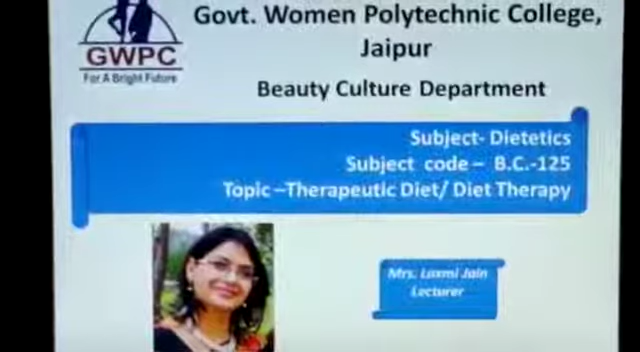 Govt. Women Polytechnic College,
Jaipur
GWPC
For A Bright Future
Beauty Culture Department
Subject- Dietetics
Subject code – B.C.-125
Topic –Therapeutic Diet/ Diet Therapy
Mrs. Laxmi Jain
Lecturer